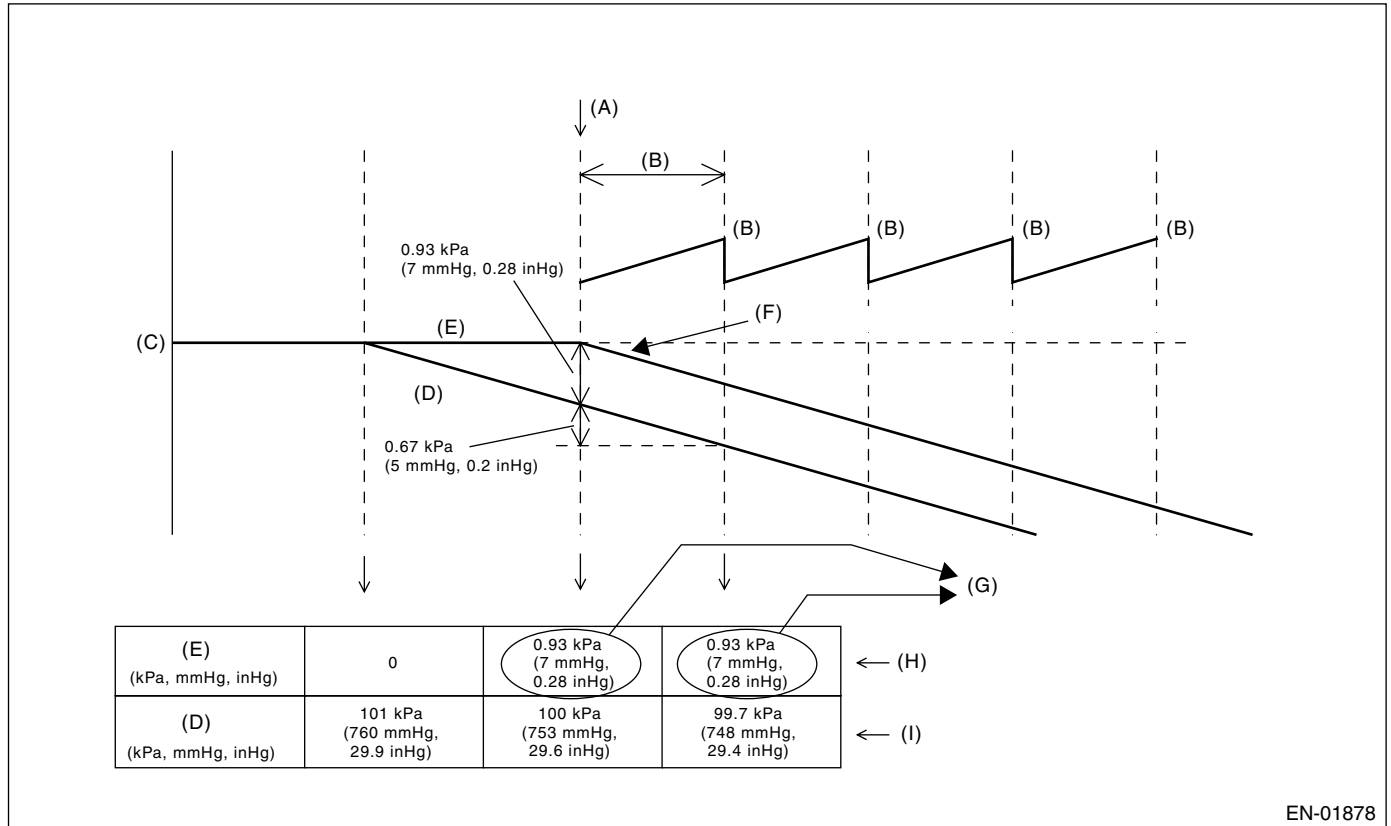 (A)
(B)
(B)
(B)
(B)
(B)
0.93 kPa
(7 mmHg, 0.28 inHg)
(F)
(E)
(C)
(D)
0.67 kPa
(5 mmHg, 0.2 inHg)
(G)
(E)
(kPa, mmHg, inHg)
0
0.93 kPa
(7 mmHg,
0.28 inHg)
0.93 kPa
(7 mmHg,
0.28 inHg)
(H)
(D)
(kPa, mmHg, inHg)
101 kPa
(760 mmHg,
29.9 inHg)
100 kPa
(753 mmHg,
29.6 inHg)
99.7 kPa
(748 mmHg,
29.4 inHg)
(I)
EN-01878